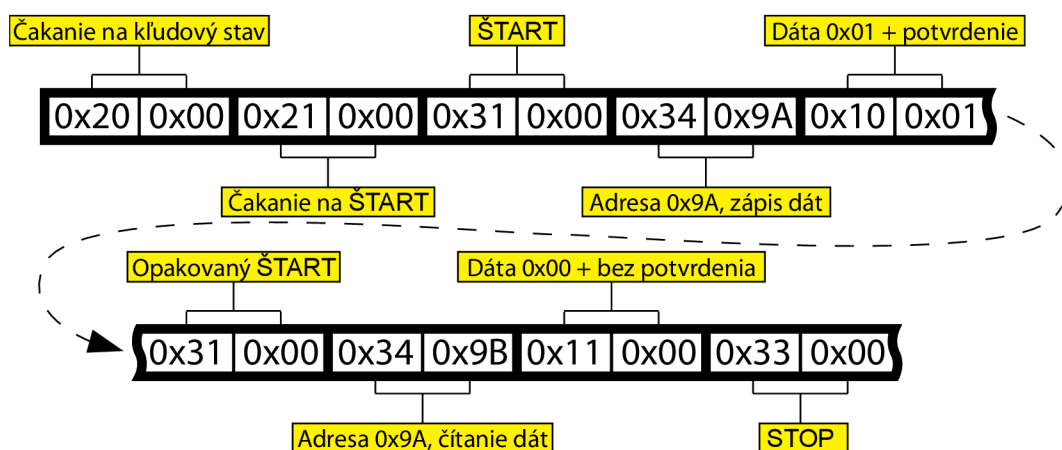 Čakanie na kľudový stav
ŠTART
Dáta 0x01 + potvrdenie
0x20 0x00 0x21 0x00 0x31 0x00 0x34 0x9A 0x10 0x01
Čakanie na ŠTART
Adresa 0x9A, zápis dát
Opakovaný ŠTART
Dáta 0x00 + bez potvrdenia
0x31 0x00 0x34 0x9B 0x11 0x00 0x33 0x00
Adresa 0x9A, čítanie dát
STOP